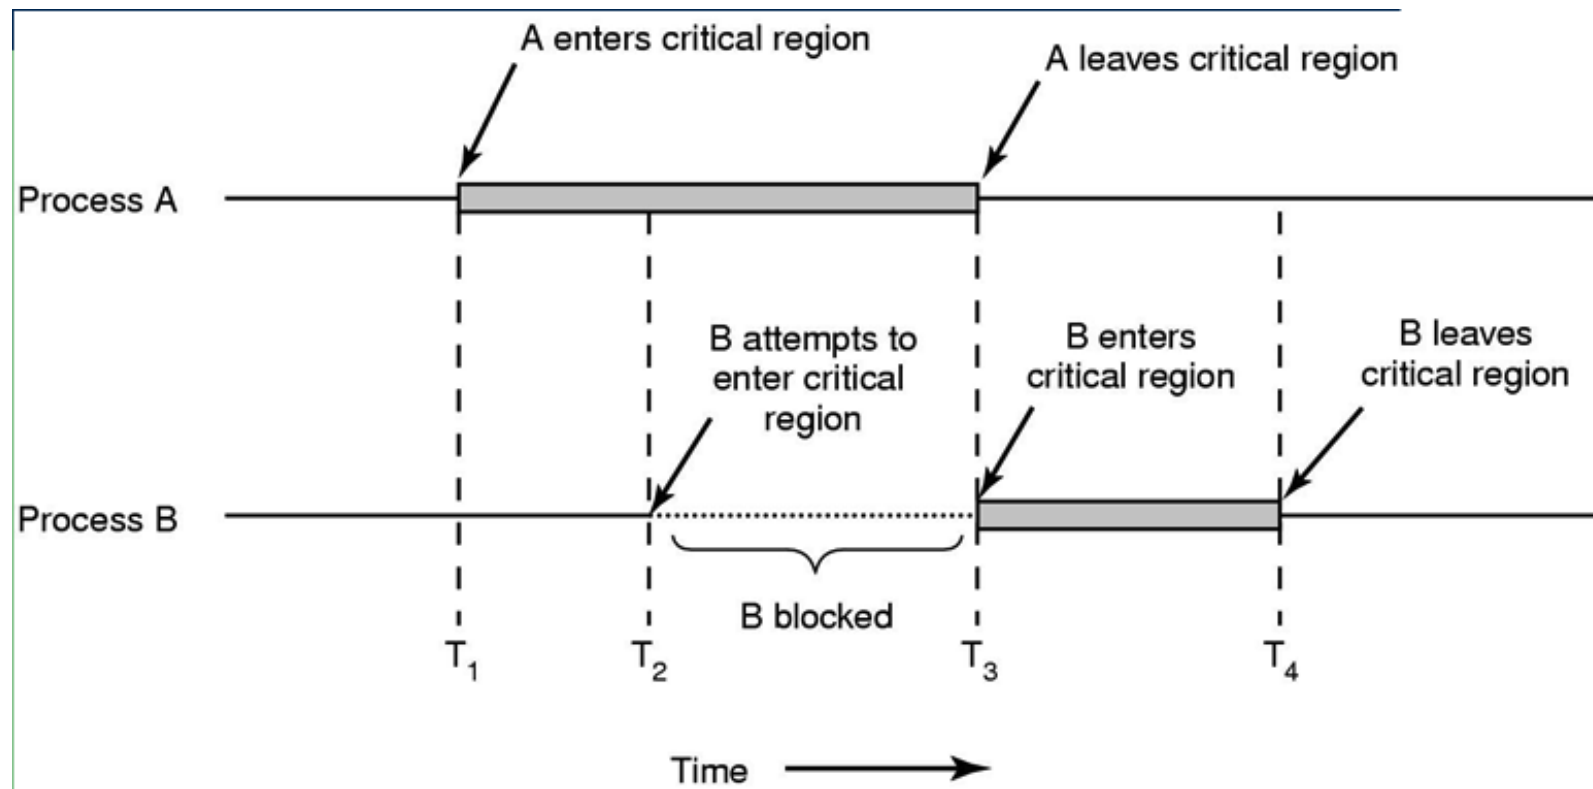 A enters critical region
A leaves critical region
Process A
B attempts to
enter critical
region
B enters
critical region
B leaves
critical region
Process B
B blocked
T1
T2
T3
T4
Time